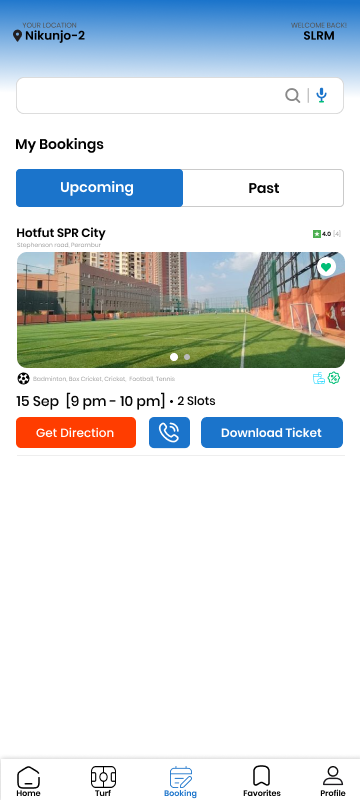 YOUR LOCATION
Nikunjo-2
WELCOME BACK!
SLRM
My Bookings
Upcoming
Past
Hotfut SPR City
4.0 (4)
Stephenson road, Perambur
Badminton, Box Cricket, Cricket, Football, Tennis
15 Sep [9 pm - 10 pm] • 2 Slots
Get Direction
Download Ticket
Home
Turf
Booking
Favorites
Profile